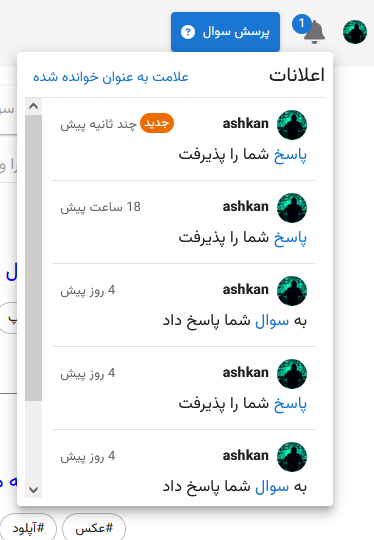 1
پرسش سوال
اعلانات
علامت به عنوان خوانده شده
ashkan
جدید
چند ثانیه پیش
پاسخ شما را پذیرفت
ashkan
18 ساعت پیش
پاسخ شما را پذیرفت
ashkan
4 روز پیش
به سوال شما پاسخ داد
ashkan
4 روز پیش
پاسخ شما را پذیرفت
ashkan
4 روز پیش
به سوال شما پاسخ داد
#عکس
#آپلود